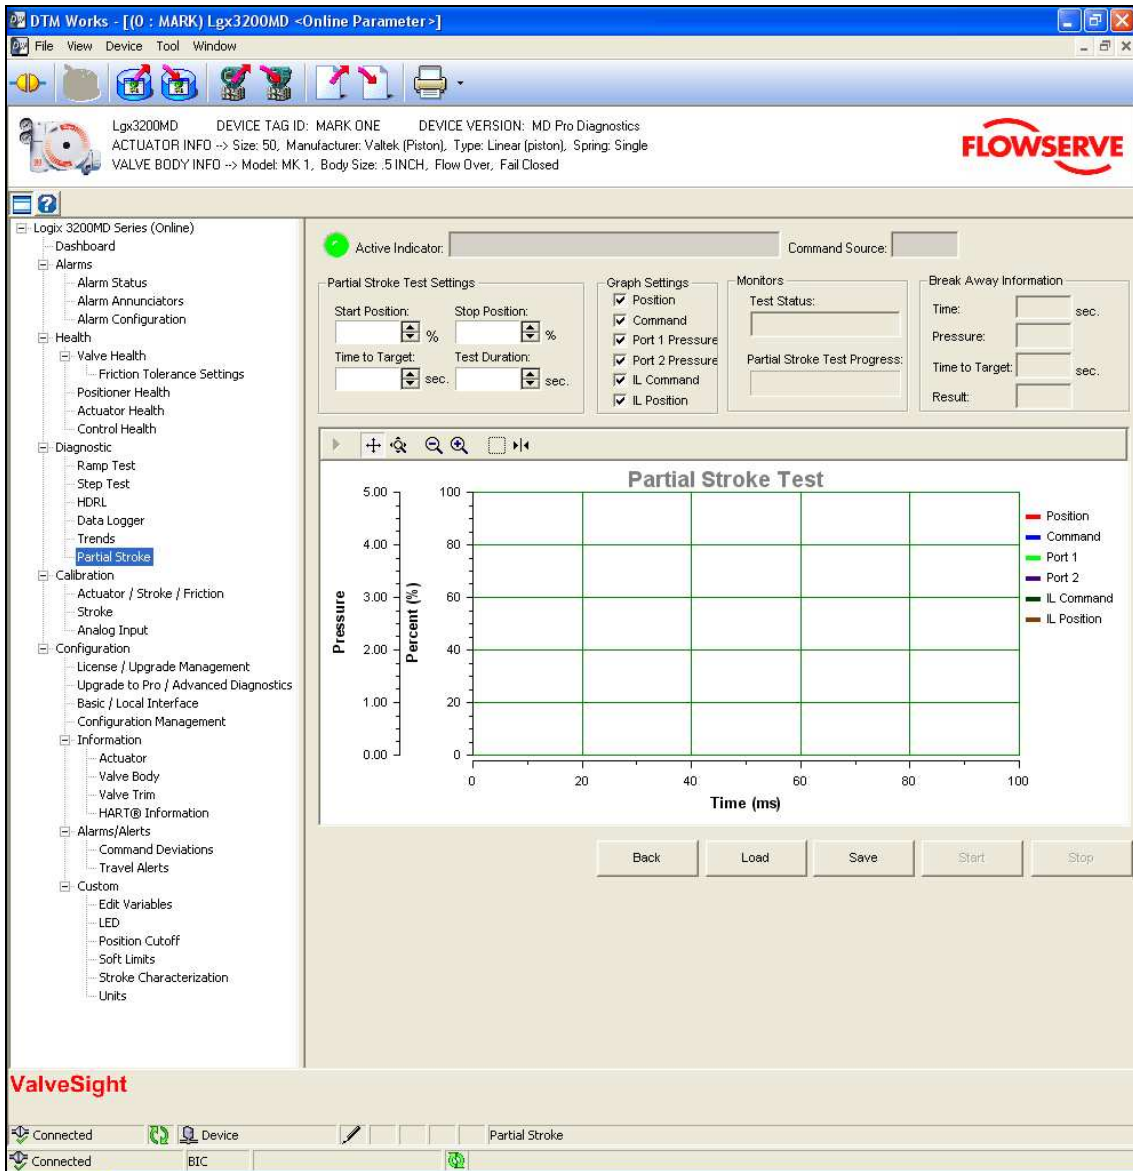 DTM Works - [(0 : MARK) Lgx3200MD <Online Parameter>]
File View Device Tool Window
Lgx3200MD DEVICE TAG ID: MARK ONE DEVICE VERSION: MD Pro Diagnostics
ACTUATOR INFO --> Size: 50, Manufacturer: Valtek (Piston), Type: Linear (piston), Spring: Single
VALVE BODY INFO --> Model: MK 1, Body Size: .5 INCH, Flow Over, Fail Closed
FLOWSERVE
Logix 3200MD Series (Online)
Dashboard
Alarms
Alarm Status
Alarm Annunciators
Alarm Configuration
Health
Valve Health
Friction Tolerance Settings
Positioner Health
Actuator Health
Control Health
Diagnostic
Ramp Test
Step Test
HDRL
Data Logger
Trends
Partial Stroke
Calibration
Actuator / Stroke / Friction
Stroke
Analog Input
Configuration
License / Upgrade Management
Upgrade to Pro / Advanced Diagnostics
Basic / Local Interface
Configuration Management
Information
Actuator
Valve Body
Valve Trim
HART® Information
Alarms/Alerts
Command Deviations
Travel Alerts
Custom
Edit Variables
LED
Position Cutoff
Soft Limits
Stroke Characterization
Units
Active Indicator: Command Source:
Partial Stroke Test Settings
Start Position: Stop Position:
% %
Time to Target: Test Duration:
sec. sec.
Graph Settings
Position
Command
Port 1 Pressure
Port 2 Pressure
IL Command
IL Position
Monitors
Test Status:
Partial Stroke Test Progress:
Break Away Information
Time: sec.
Pressure:
Time to Target: sec.
Result:
Partial Stroke Test
Pressure
5.00
4.00
3.00
2.00
1.00
0.00
Percent (%)
100
80
60
40
20
0
0 20 40 60 80 100
Time (ms)
Position
Command
Port 1
Port 2
IL Command
IL Position
Back Load Save Start Stop
ValveSight
Connected Device Partial Stroke
Connected BIC